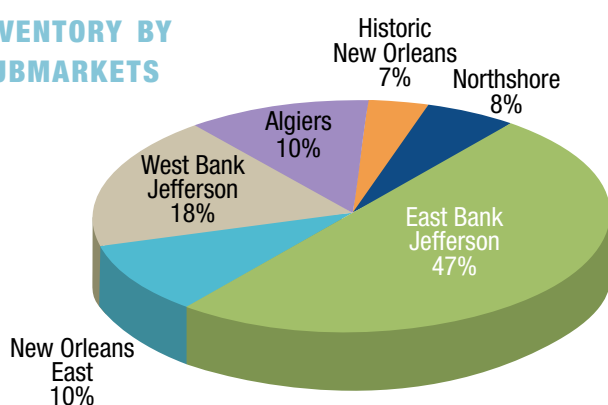 VENTORY BY
UBMARKETS
Historic
New Orleans
7%
Northshore
8%
Algiers
10%
West Bank
Jefferson
18%
East Bank
Jefferson
47%
New Orleans
East
10%